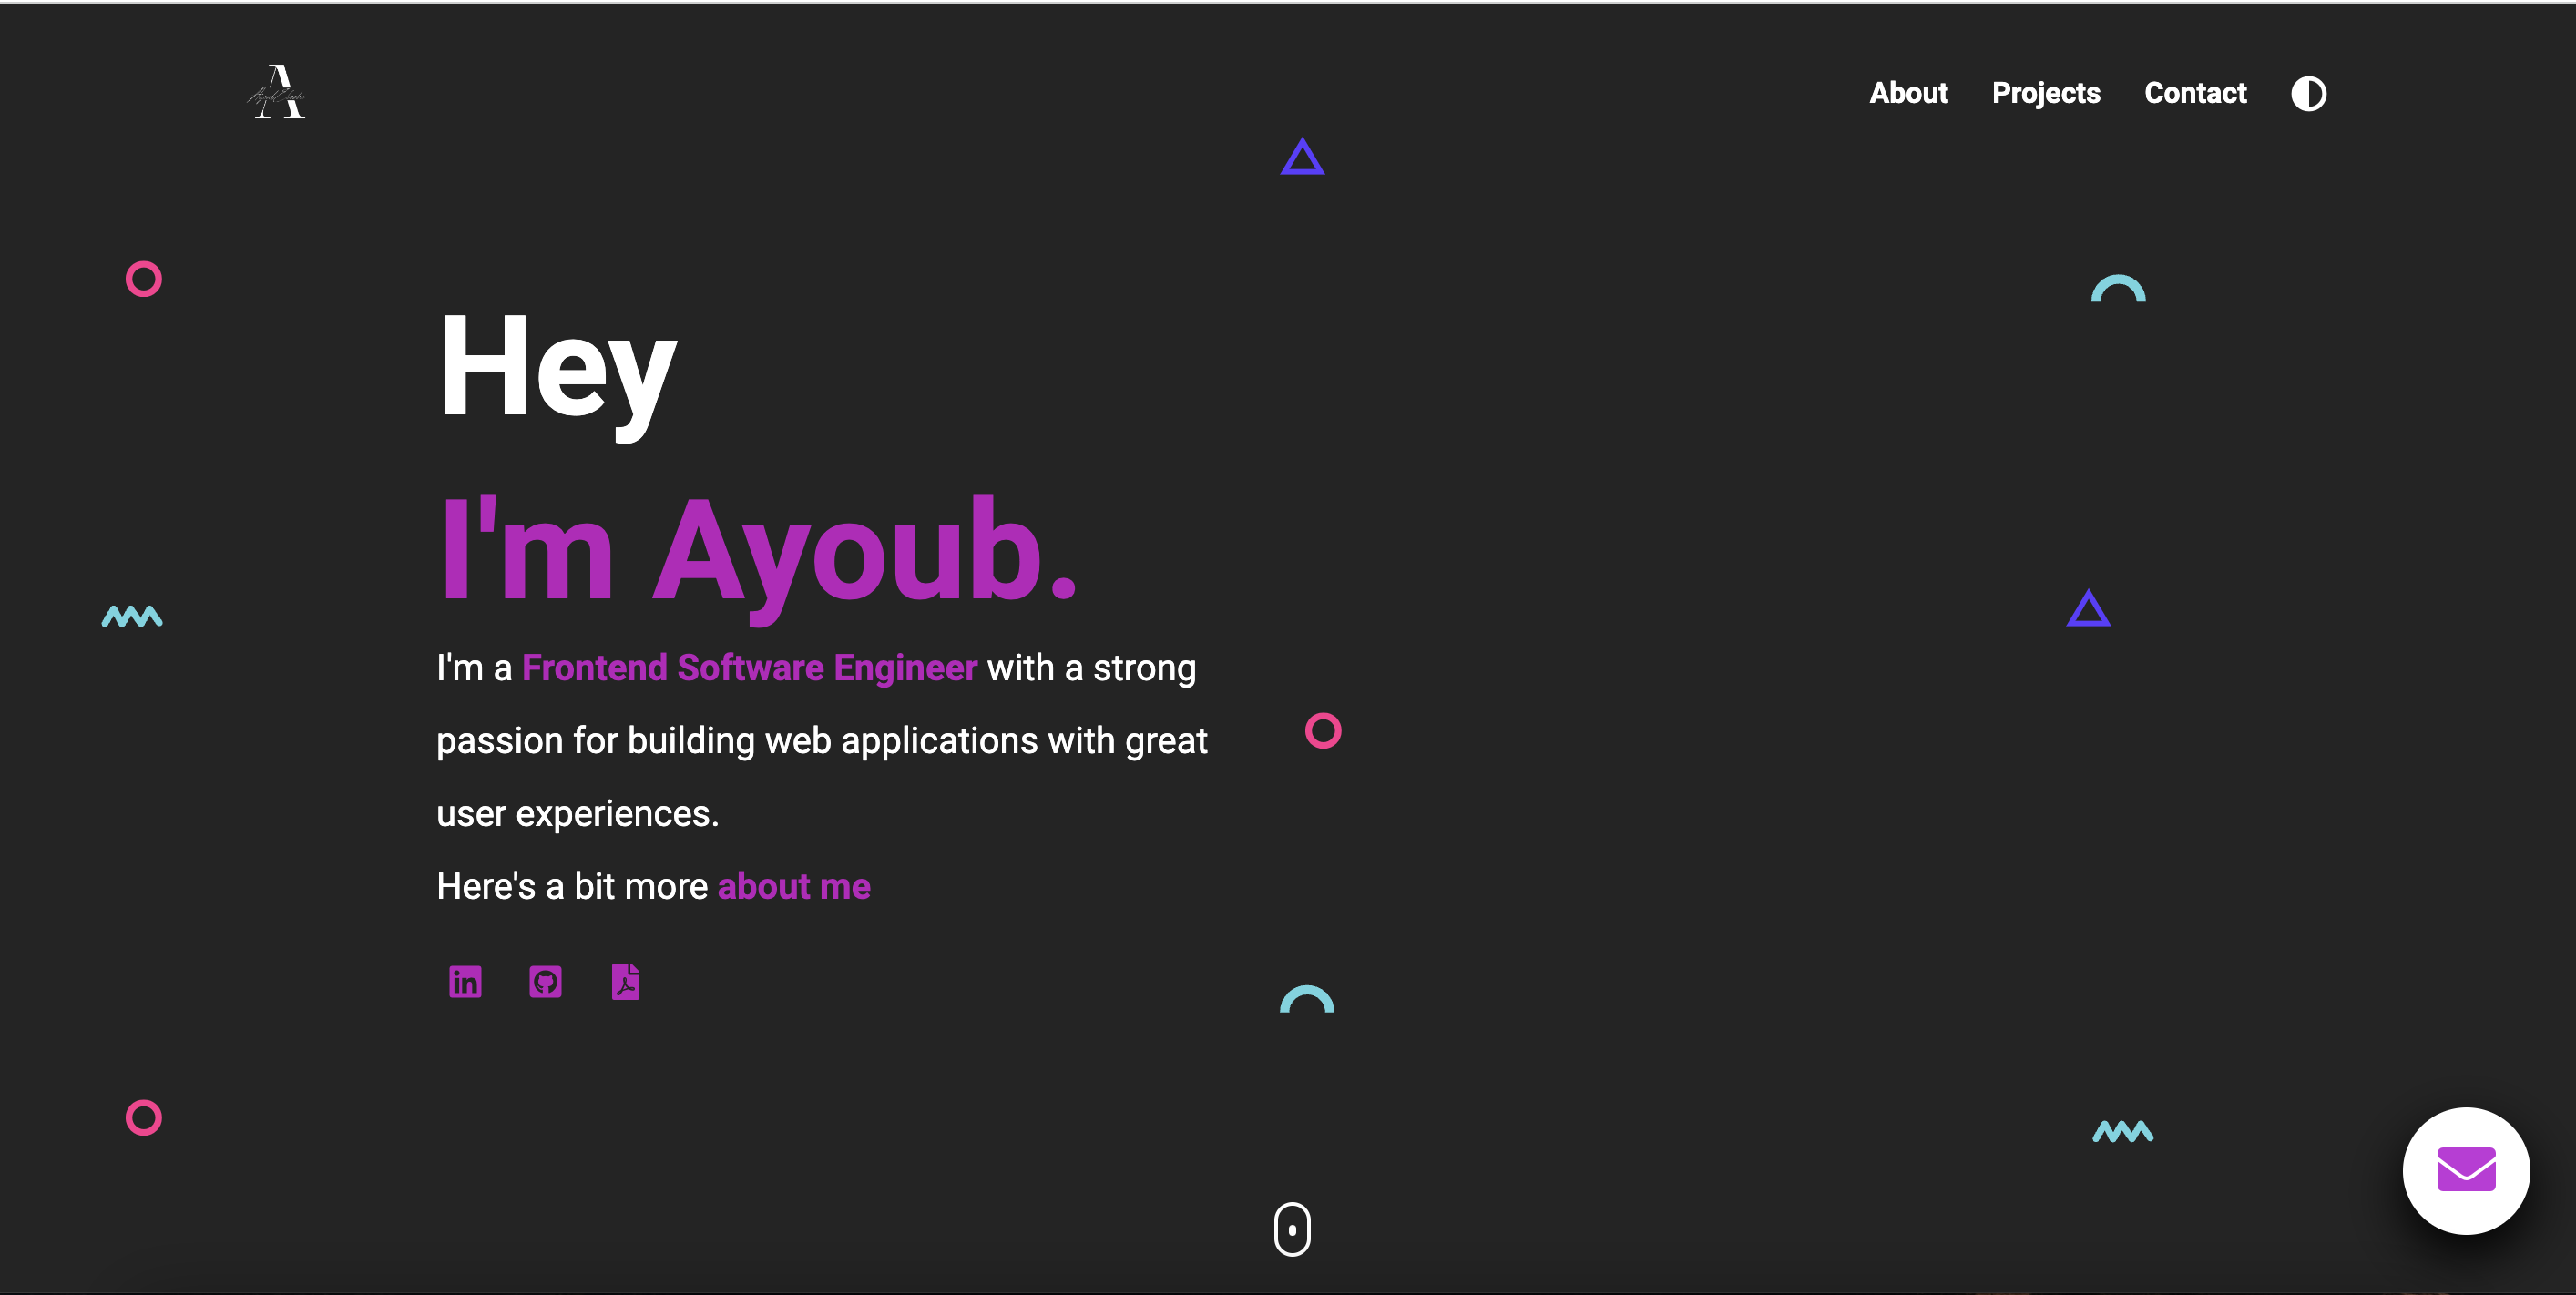 A
About
Projects
Contact
Hey
I'm Ayoub.
I'm a Frontend Software Engineer with a strong
passion for building web applications with great
user experiences.
Here's a bit more about me
in